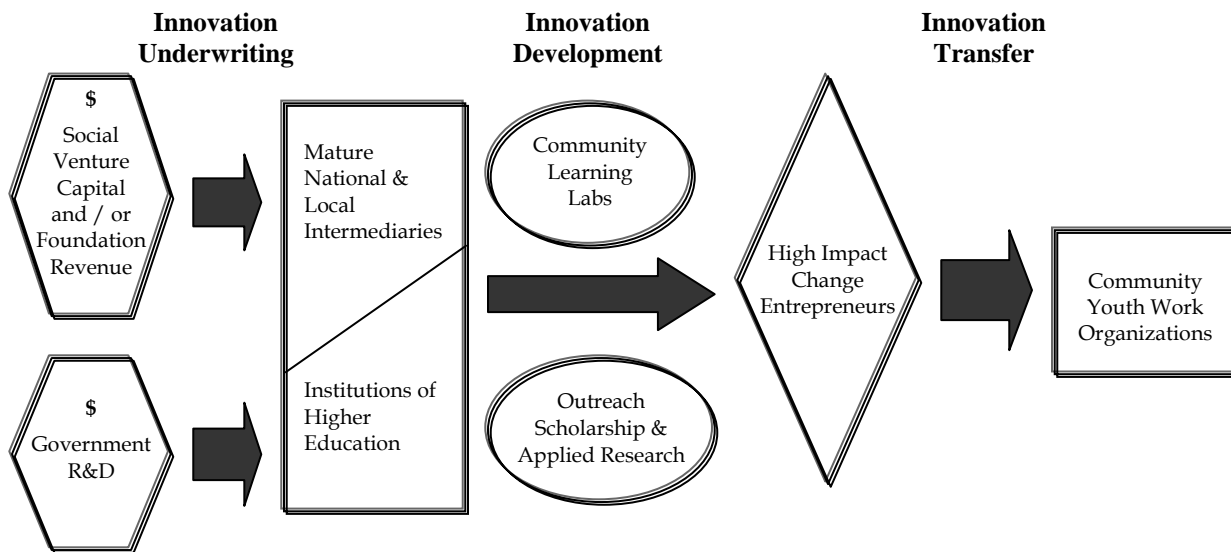 Innovation
Underwriting
Innovation
Development
Innovation
Transfer
$
Social
Venture
Capital
and / or
Foundation
Revenue
$
Government
R&D
Mature
National &
Local
Intermediaries
Institutions of
Higher
Education
Community
Learning
Labs
Outreach
Scholarship &
Applied Research
High Impact
Change
Entrepreneurs
Community
Youth Work
Organizations